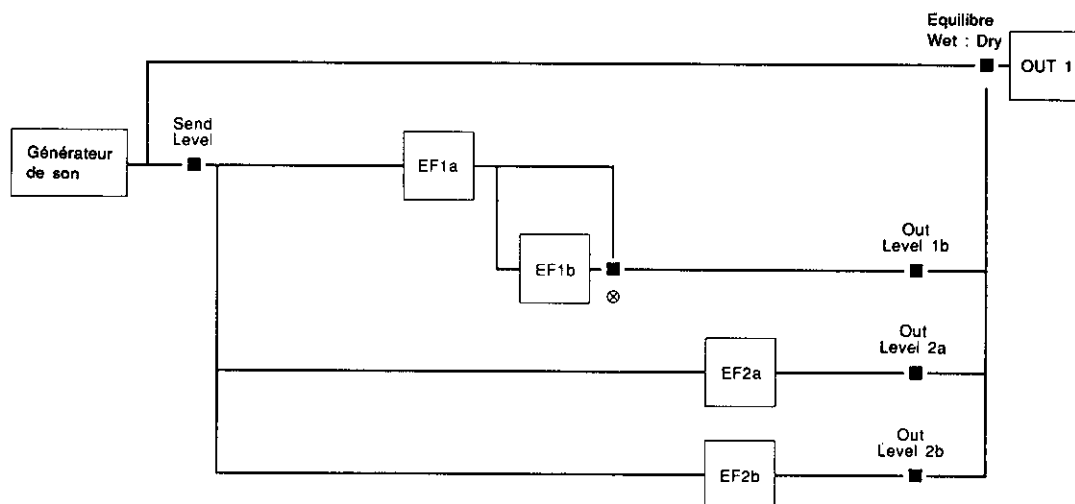 Equilibre
Wet : Dry
OUT 1
Send
Level
Générateur
de son
EF1a
EF1b
Out
Level 1b
Out
Level 2a
EF2a
Out
Level 2b
EF2b